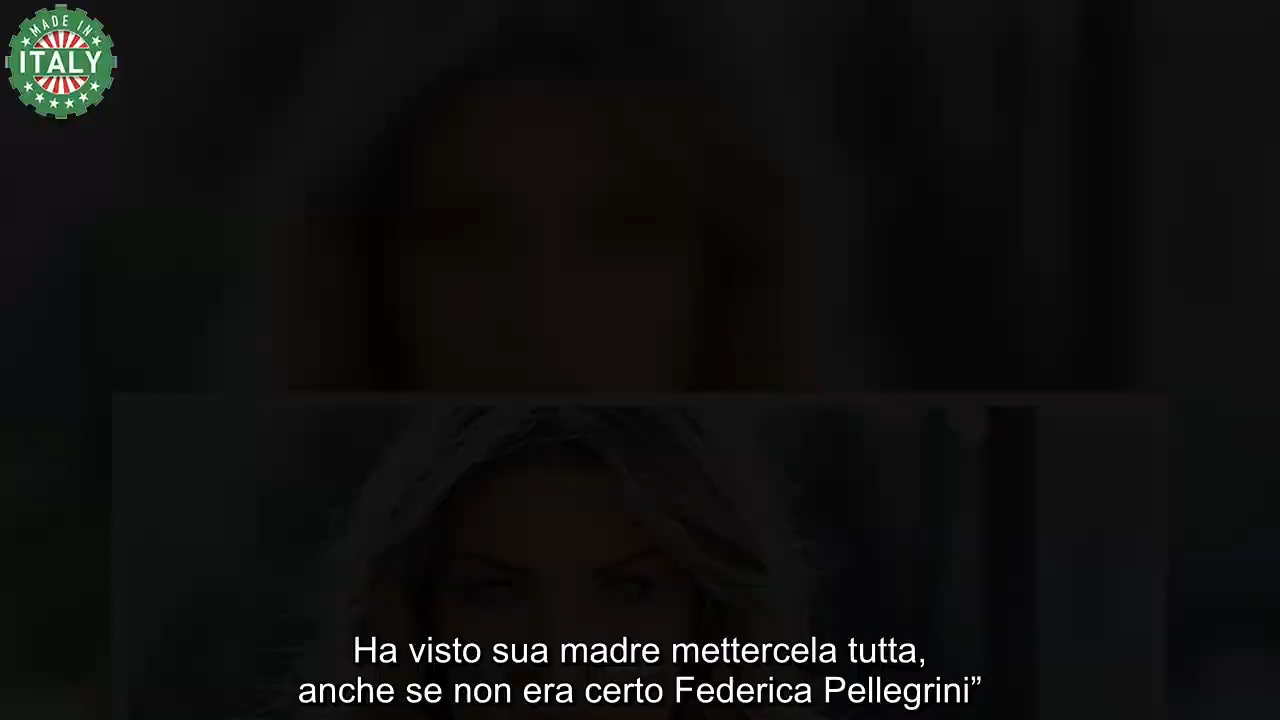 MADE IN
ITALY
Ha visto sua madre mettercela tutta,
anche se non era certo Federica Pellegrini”